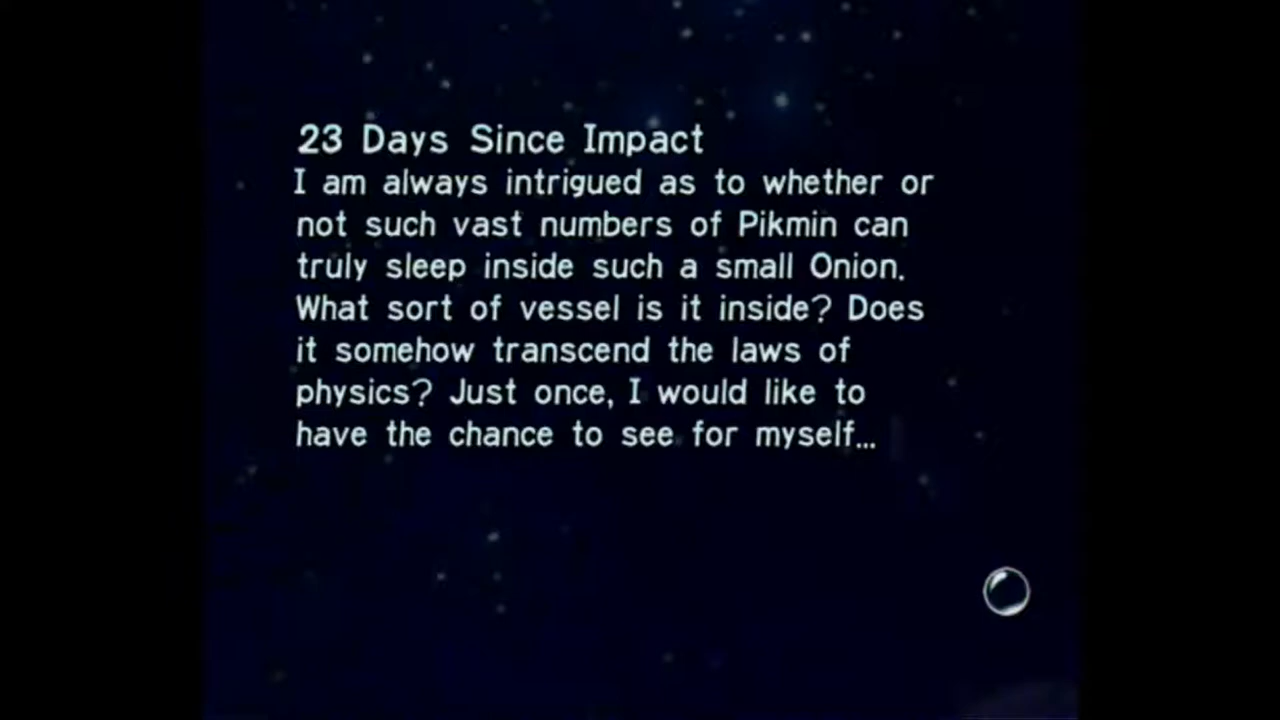 23 Days Since Impact
I am always intrigued as to whether or
not such vast numbers of Pikmin can
truly sleep inside such a small Onion.
What sort of vessel is it inside? Does
it somehow transcend the laws of
physics? Just once, I would like to
have the chance to see for myself...